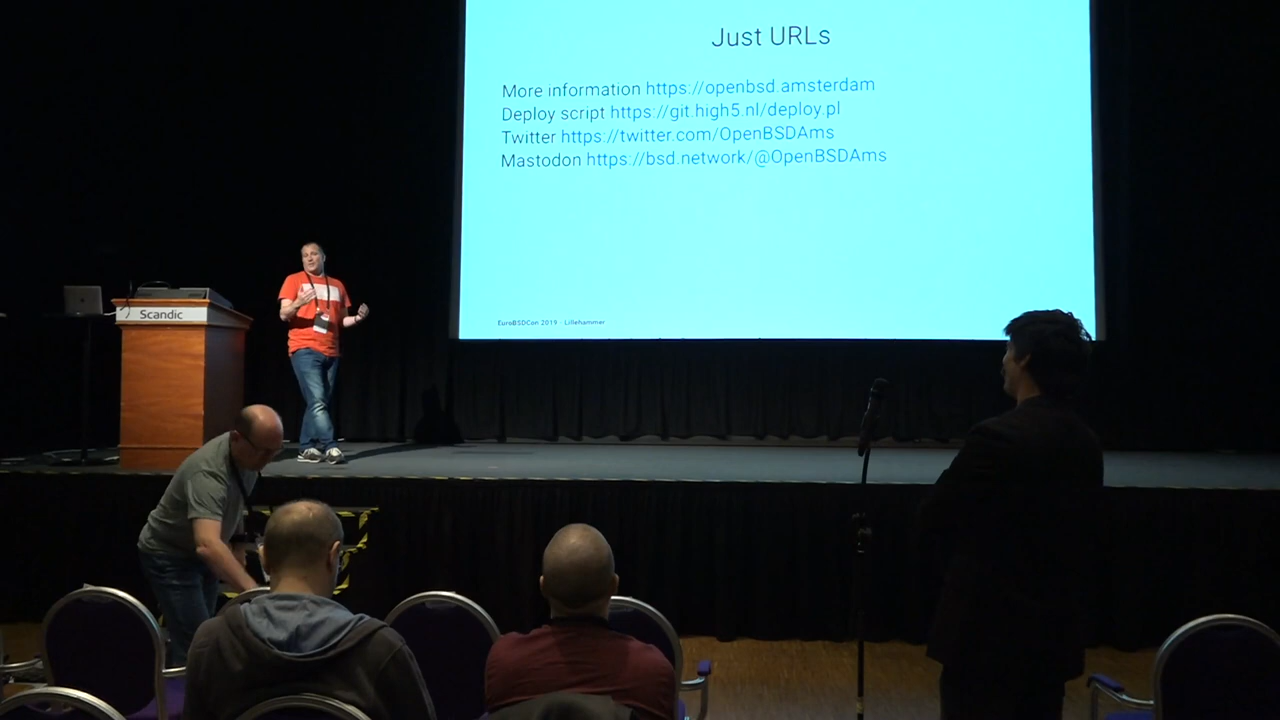 Just URLs
More information https://openbsd.amsterdam
Deploy script https://git.high5.nl/deploy.pl
Twitter https://twitter.com/OpenBSDAms
Mastodon https://bsd.network/@OpenBSDAms
EuroBSDCon 2019 Lillehammer
Scandic